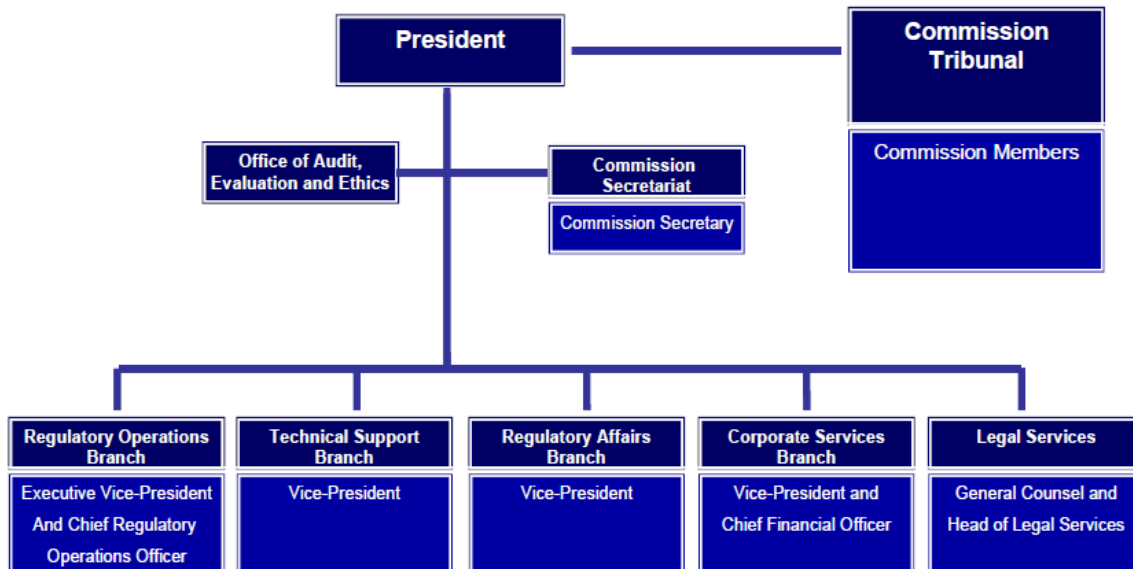 President
Commission
Tribunal
Commission Members
Office of Audit,
Evaluation and Ethics
Commission
Secretariat
Commission Secretary
Regulatory Operations
Branch
Executive Vice-President
And Chief Regulatory
Operations Officer
Technical Support
Branch
Vice-President
Regulatory Affairs
Branch
Vice-President
Corporate Services
Branch
Vice-President and
Chief Financial Officer
Legal Services
General Counsel and
Head of Legal Services